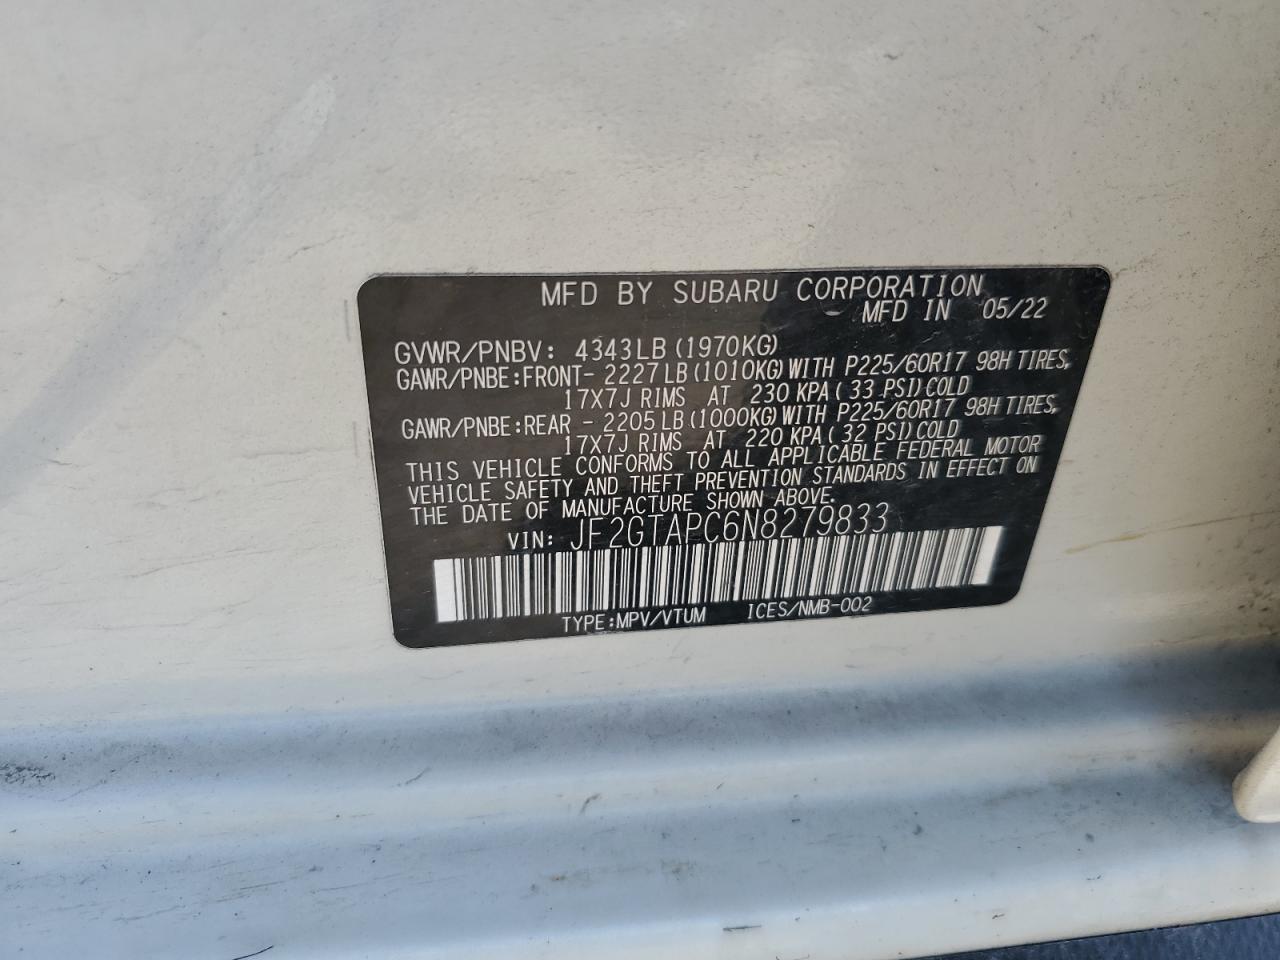 MFD BY SUBARU CORPORATION
MFD IN 05/22
GVWR/PNBV: 4343LB (1970KG)
GAWR/PNBE:FRONT- 2227LB (1010KG) WITH P225/60R17 98H TIRES,
17X7J RIMS AT 230 KPA ( 33 PSI) COLD
GAWR/PNBE:REAR - 2205LB (1000KG) WITH P225/60R17 98H TIRES,
17X7J RIMS AT 220 KPA ( 32 PSI) COLD
THIS VEHICLE CONFORMS TO ALL APPLICABLE FEDERAL MOTOR
VEHICLE SAFETY AND THEFT PREVENTION STANDARDS IN EFFECT ON
THE DATE OF MANUFACTURE SHOWN ABOVE.
VIN: JF2GTAPC6N8279833
TYPE:MPV/VTUM ICES/NMB-002